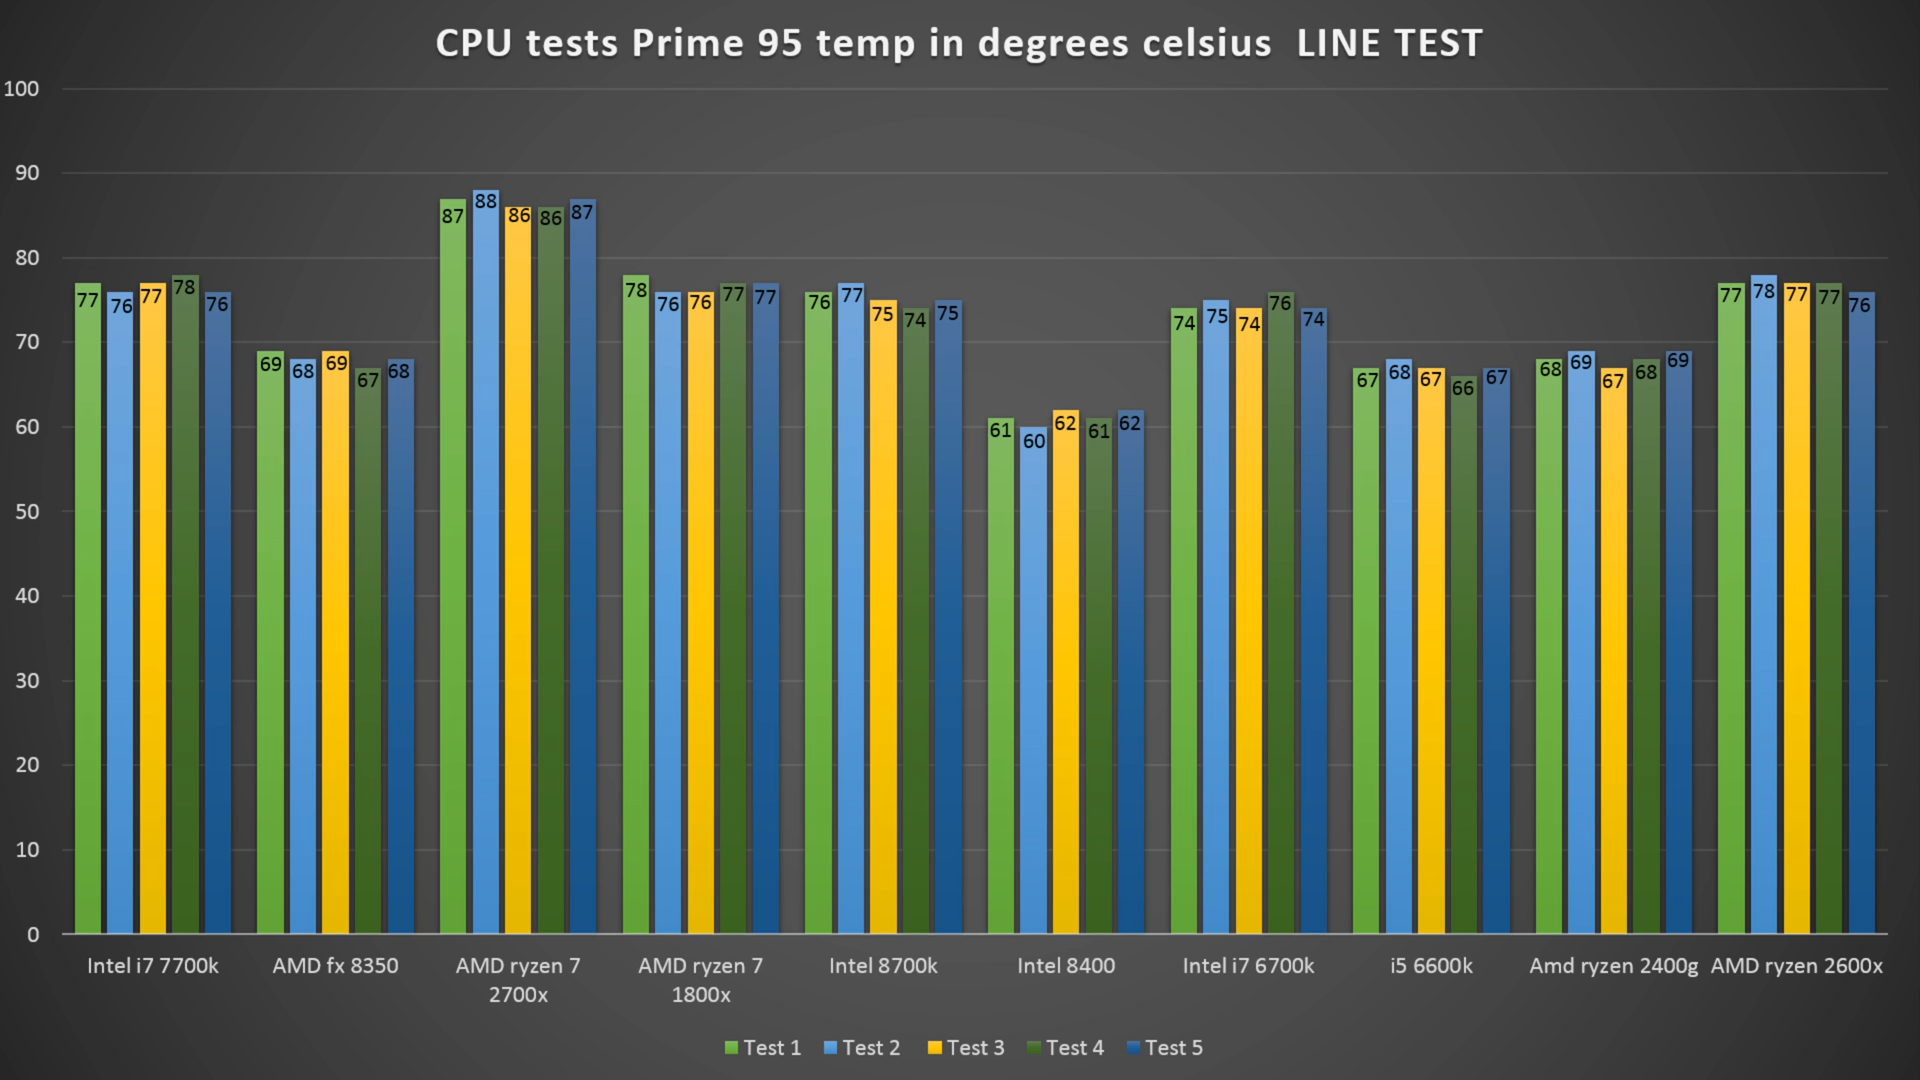 CPU tests Prime 95 temp in degrees celsius  LINE TEST
100
90
80
70
60
50
40
30
20
10
0
77 76 77 78 76
69 68 69 67 68
87 88 86 86 87
78 76 76 77 77
76 77 75 74 75
61 60 62 61 62
74 75 74 76 74
67 68 67 66 67
68 69 67 68 69
77 78 77 77 76
Intel i7 7700k
AMD fx 8350
AMD ryzen 7
2700x
AMD ryzen 7
1800x
Intel 8700k
Intel 8400
Intel i7 6700k
i5 6600k
Amd ryzen 2400g
AMD ryzen 2600x
Test 1 Test 2 Test 3 Test 4 Test 5